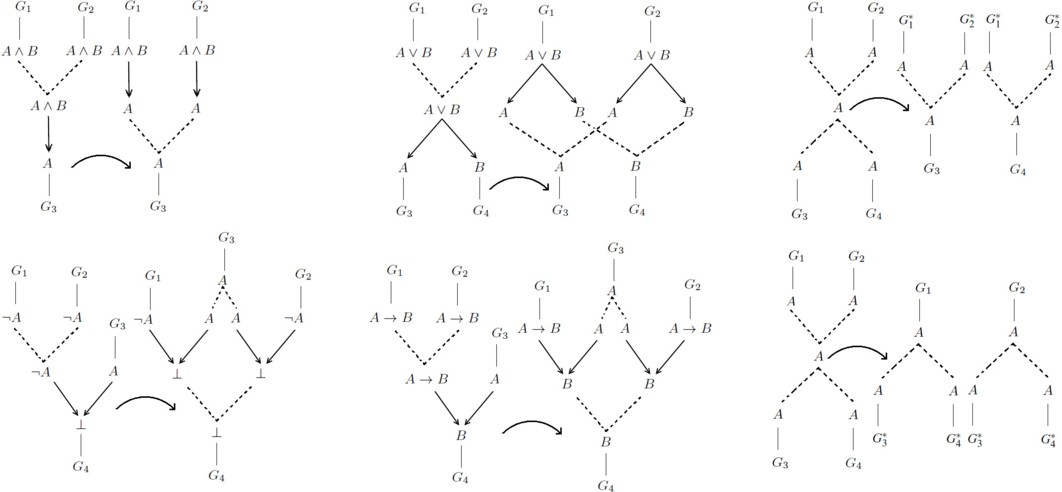 G₁ G₂ G₁ G₂
A ∧ B A ∧ B A ∧ B A ∧ B
A ∧ B A A
A A
G₃ G₃
G₁ G₂ G₁ G₂
A ∨ B A ∨ B A ∨ B A ∨ B
A ∨ B A B A B
A B A B
G₃ G₄ G₃ G₄
G₁ G₂ G₁* G₂* G₁* G₂*
A A A A A A
A A A
A A G₃ G₄
G₃ G₄
G₃
G₁ G₂ G₁ A G₂
¬A ¬A G₃ ¬A A A ¬A
¬A A ⊥ ⊥
⊥ ⊥
G₄ G₄
G₃
G₁ G₂ G₁ A G₂
A → B A → B G₃ A → B A A A → B
A → B A B B
B B
G₄ G₄
G₁ G₂ G₁ G₂
A A A A
A A A A A
A A G₃* G₄* G₃* G₄*
G₃ G₄